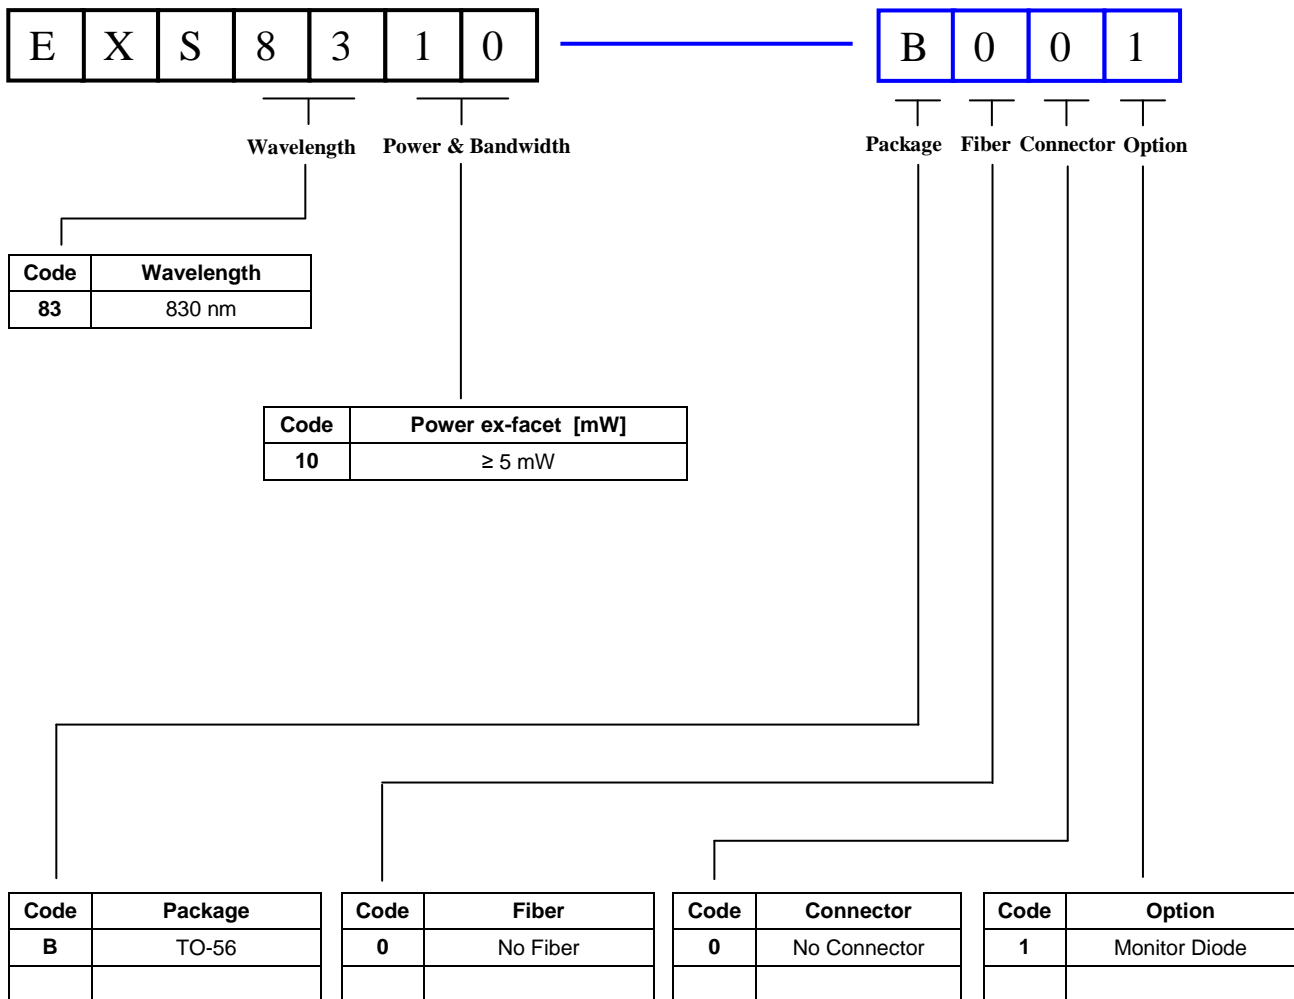 E X S 8 3 1 0 B 0 0 1
Wavelength Power & Bandwidth Package Fiber Connector Option
Code Wavelength
83 830 nm
Code Power ex-facet [mW]
10 ≥ 5 mW
Code Package Code Fiber Code Connector Code Option
B TO-56 0 No Fiber 0 No Connector 1 Monitor Diode